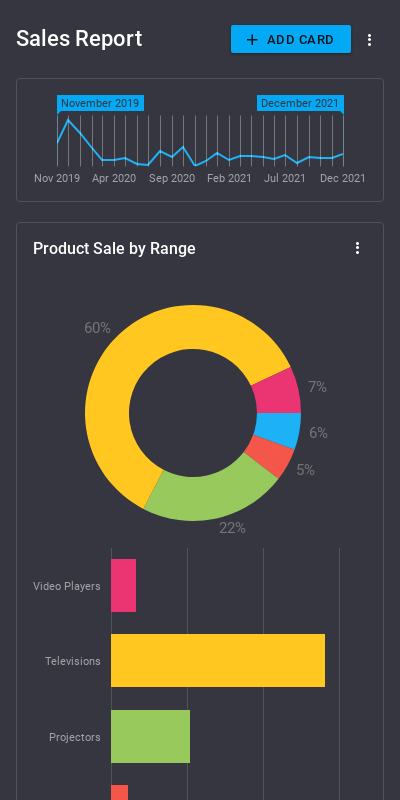 Sales Report
+ ADD CARD
November 2019
December 2021
Nov 2019 Apr 2020 Sep 2020 Feb 2021 Jul 2021 Dec 2021
Product Sale by Range
60%
7%
6%
5%
22%
Video Players
Televisions
Projectors